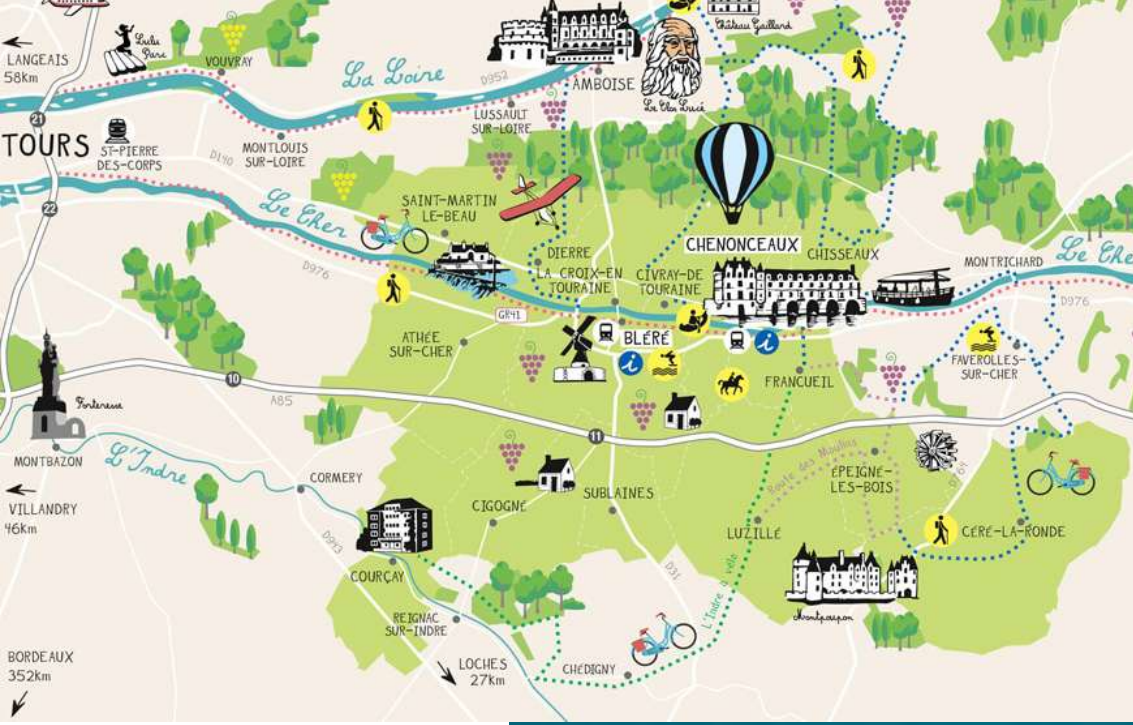 Château Gaillard
Lulu
Parc
LANGEAIS
58km
VOUVRAY
La Loire
D952
AMBOISE
Le Clos Lucé
LUSSAULT
SUR-LOIRE
21
TOURS
ST-PIERRE
DES-CORPS
D140
MONTLOUIS
SUR-LOIRE
22
Le Cher
SAINT-MARTIN
LE-BEAU
DIERRE
CHENONCEAUX
CHISSEAUX
MONTRICHARD
Le Che
LA CROIX-EN
TOURAINE
CIVRAY-DE
TOURAINE
D976
D976
GR41
ATHÉE
SUR-CHER
BLÉRÉ
i
i
FRANCUEIL
FAVEROLLES-
SUR-CHER
10
A85
11
Forteresse
MONTBAZON
L'Indre
CORMERY
VILLANDRY
46km
CIGOGNÉ
SUBLAINES
Route des Moulins
ÉPEIGNÉ-
LES-BOIS
D764
LUZILLÉ
CÉRÉ-LA-RONDE
D943
COURÇAY
D31
L'Indre à vélo
Montpoupon
REIGNAC
SUR-INDRE
BORDEAUX
352km
LOCHES
27km
CHÉDIGNY